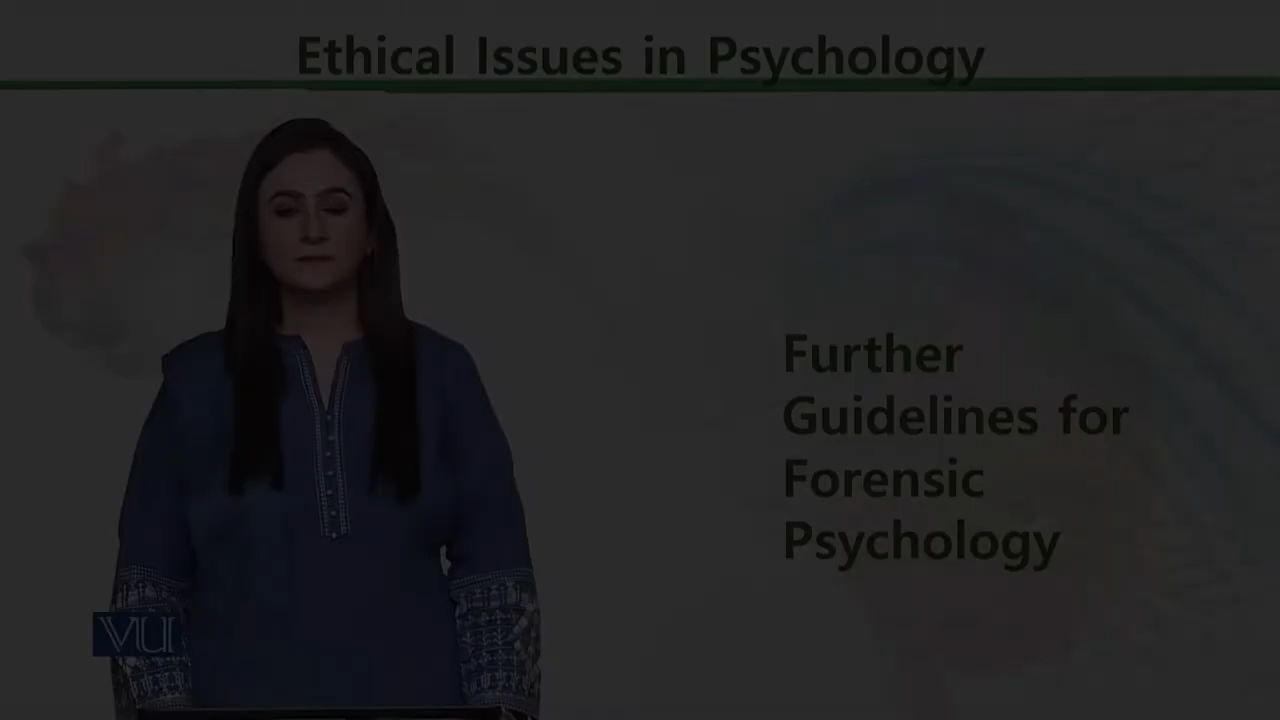 Ethical Issues in Psychology
Further
Guidelines for
Forensic
Psychology
VU